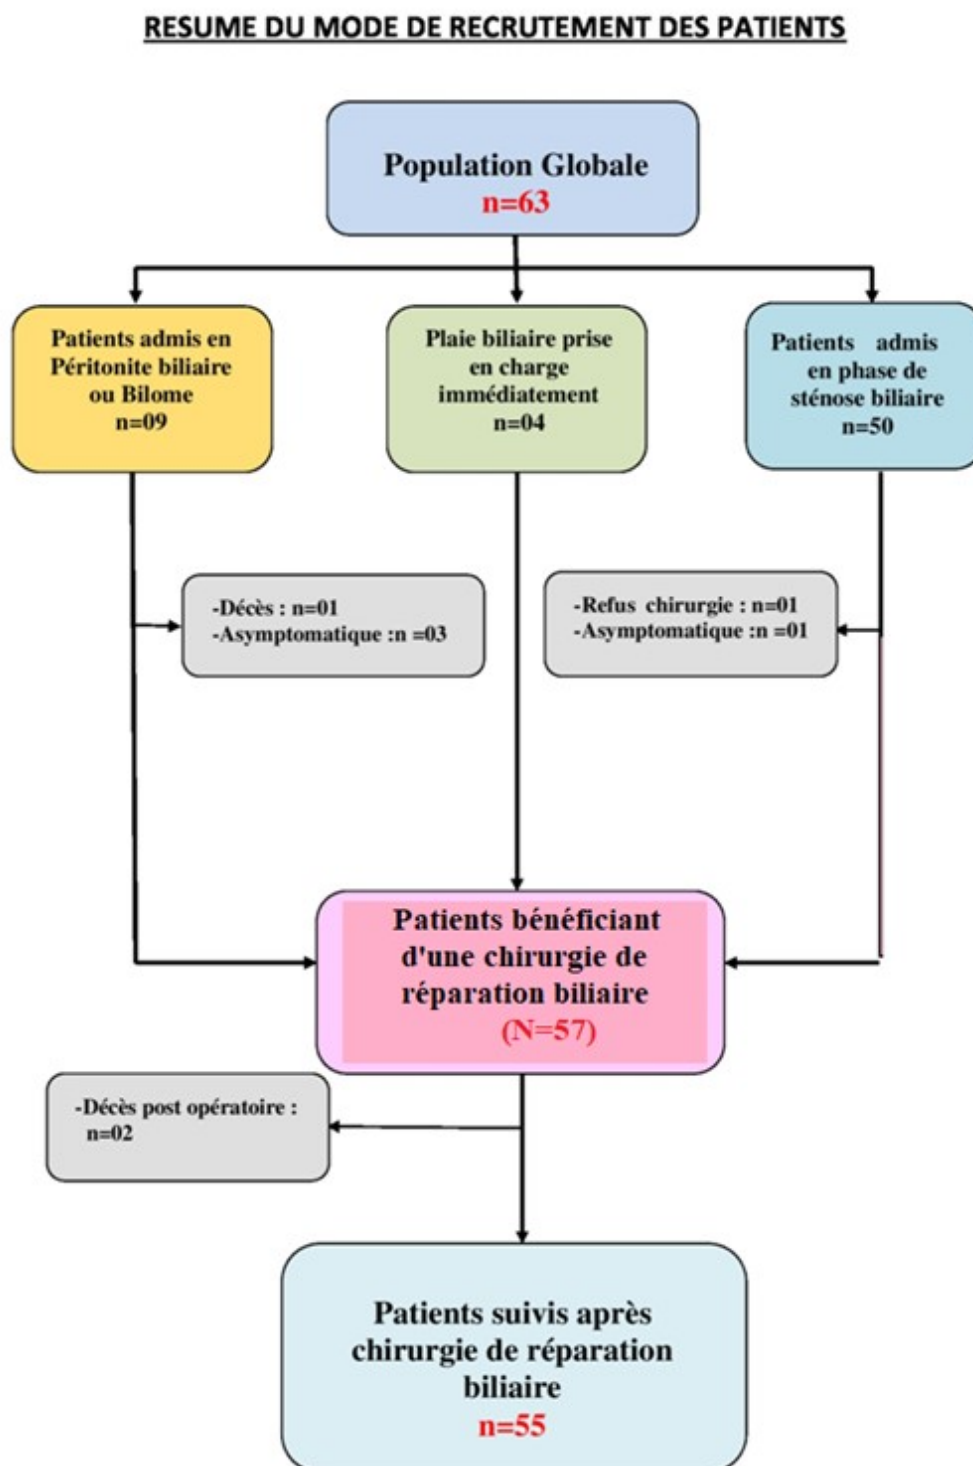 RESUME DU MODE DE RECRUTEMENT DES PATIENTS
Population Globale
n=63
Patients admis en
Péritonite biliaire
ou Bilome
n=09
Plaie biliaire prise
en charge
immédiatement
n=04
Patients admis
en phase de
sténose biliaire
n=50
-Décès : n=01
-Asymptomatique :n =03
-Refus chirurgie : n=01
-Asymptomatique :n =01
Patients bénéficiant
d'une chirurgie de
réparation biliaire
(N=57)
-Décès post opératoire :
n=02
Patients suivis après
chirurgie de réparation
biliaire
n=55